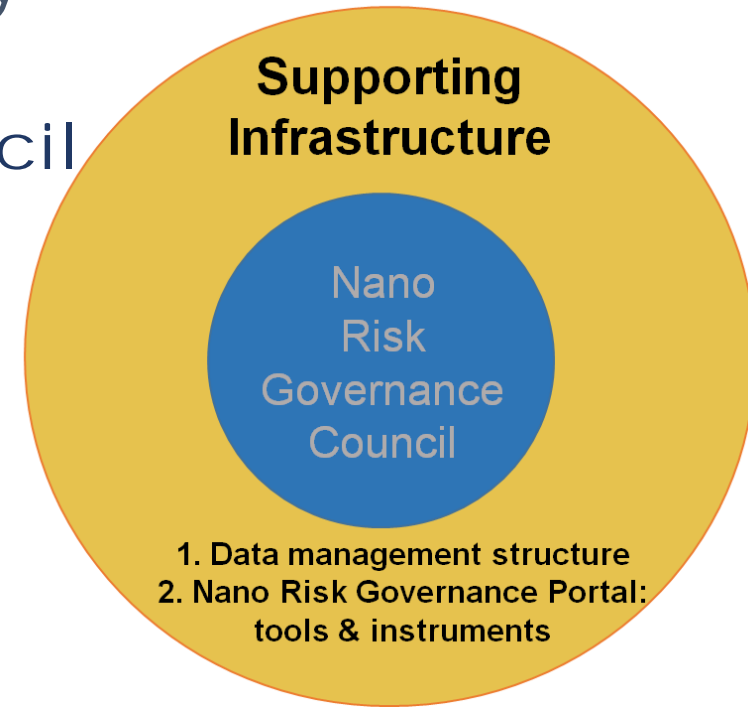 Supporting
Infrastructure
cil
Nano
Risk
Governance
Council
1. Data management structure
2. Nano Risk Governance Portal:
tools & instruments